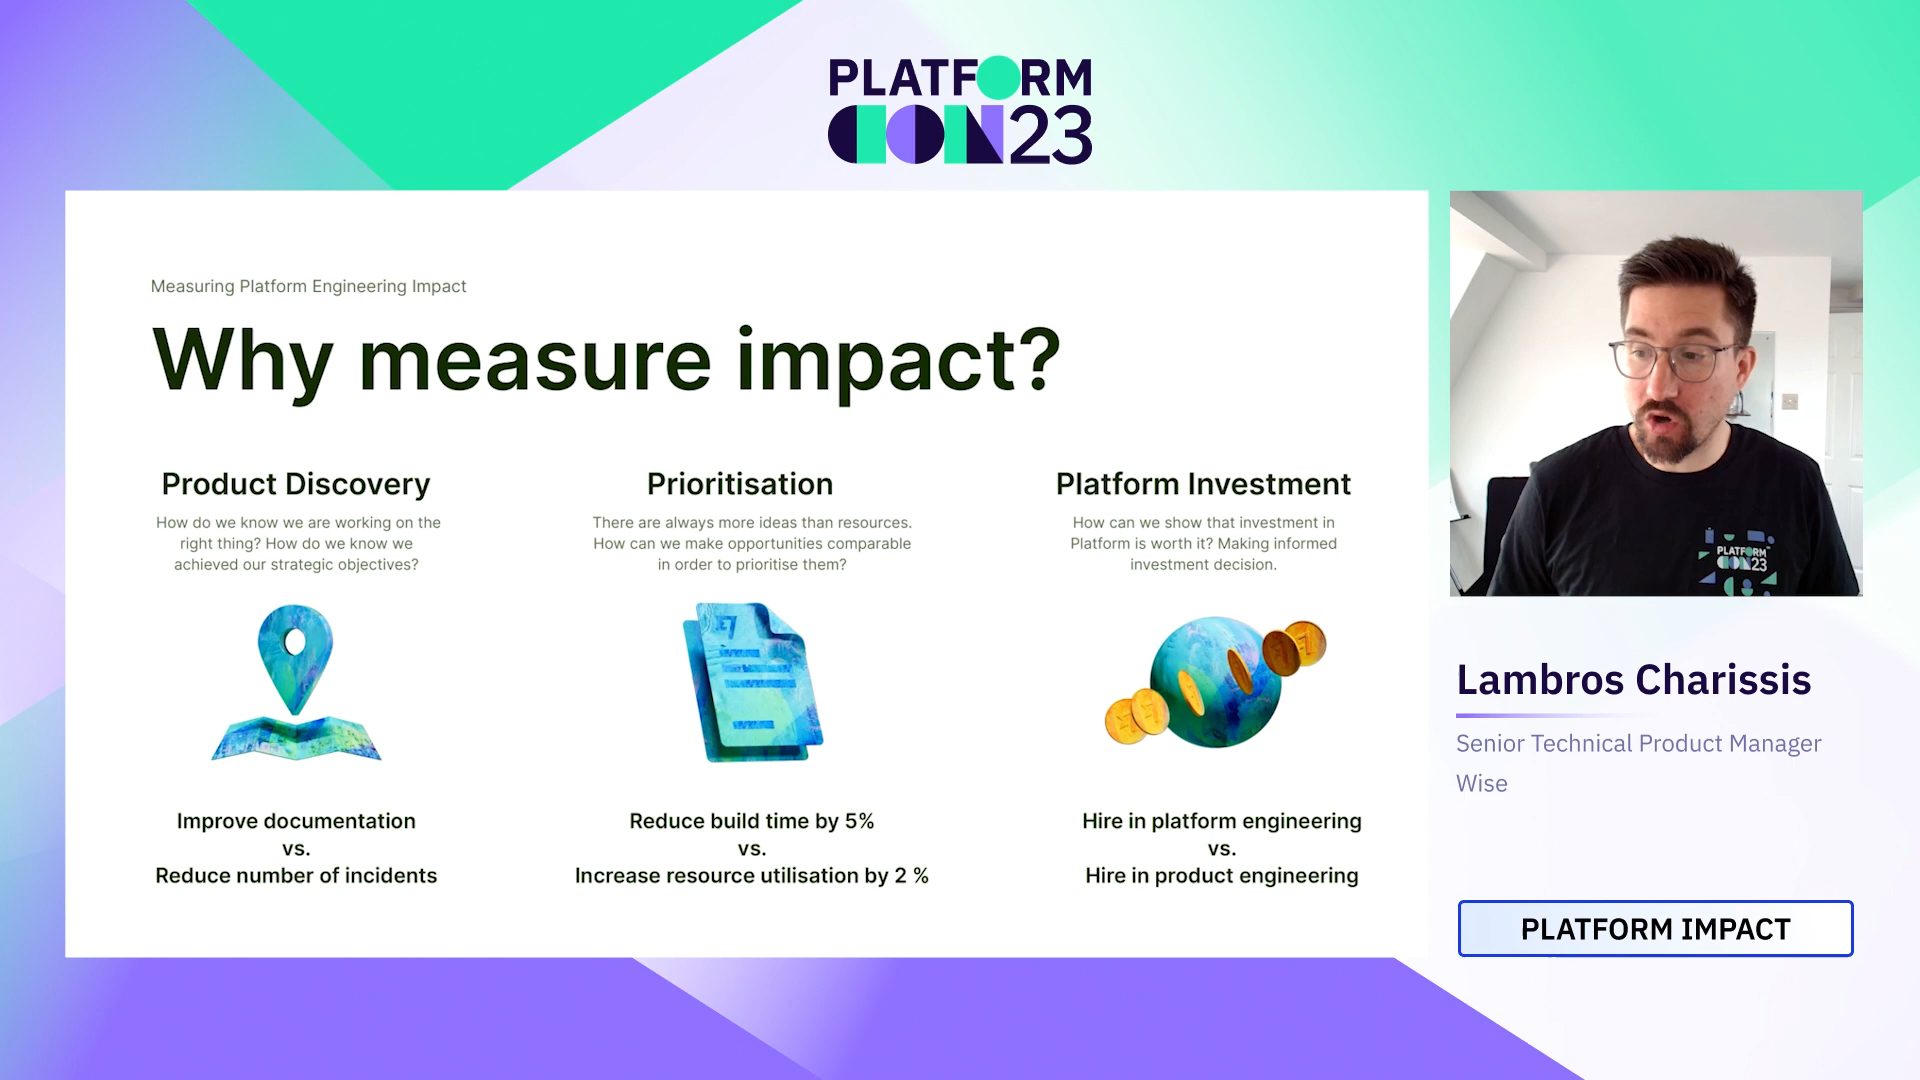 PLATFORM
CON23
Measuring Platform Engineering Impact
Why measure impact?
Product Discovery
How do we know we are working on the
right thing? How do we know we
achieved our strategic objectives?
Improve documentation
vs.
Reduce number of incidents
Prioritisation
There are always more ideas than resources.
How can we make opportunities comparable
in order to prioritise them?
Reduce build time by 5%
vs.
Increase resource utilisation by 2 %
Platform Investment
How can we show that investment in
Platform is worth it? Making informed
investment decision.
Hire in platform engineering
vs.
Hire in product engineering
PLATFORM
CON23
Lambros Charissis
Senior Technical Product Manager
Wise
PLATFORM IMPACT